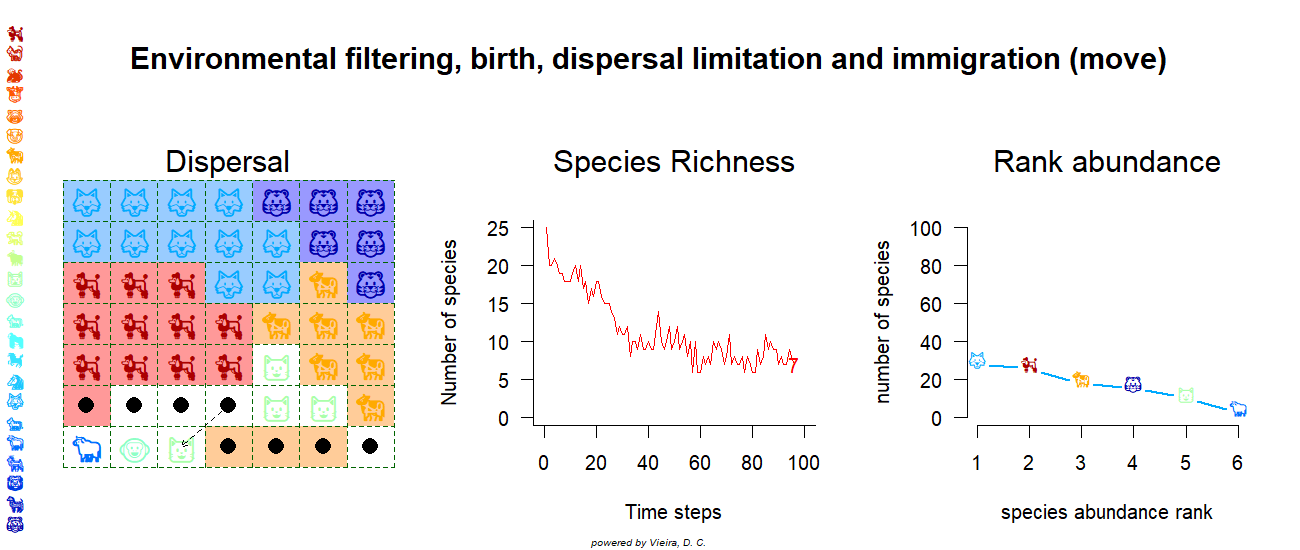 Environmental filtering, birth, dispersal limitation and immigration (move)
Dispersal
Species Richness
Number of species
25
20
15
10
5
0
7
0 20 40 60 80 100
Time steps
Rank abundance
number of species
100
80
60
40
20
0
1 2 3 4 5 6
species abundance rank
powered by Vieira, D. C.